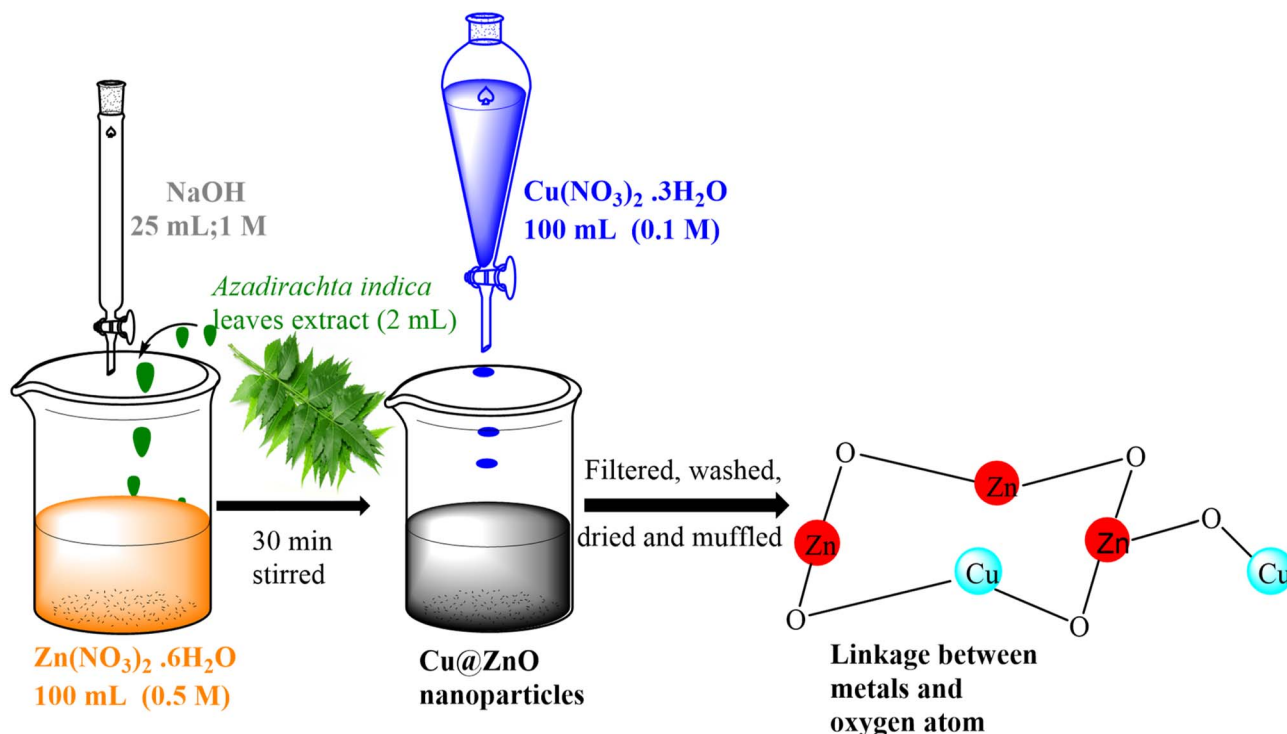 NaOH
25 mL;1 M
Azadirachta indica
leaves extract (2 mL)
Cu(NO₃)₂ .3H₂O
100 mL (0.1 M)
30 min
stirred
Filtered, washed,
dried and muffled
Zn(NO₃)₂ .6H₂O
100 mL (0.5 M)
Cu@ZnO
nanoparticles
O
Zn
O
Zn
Zn
O
Cu
Cu
O
O
Linkage between
metals and
oxygen atom